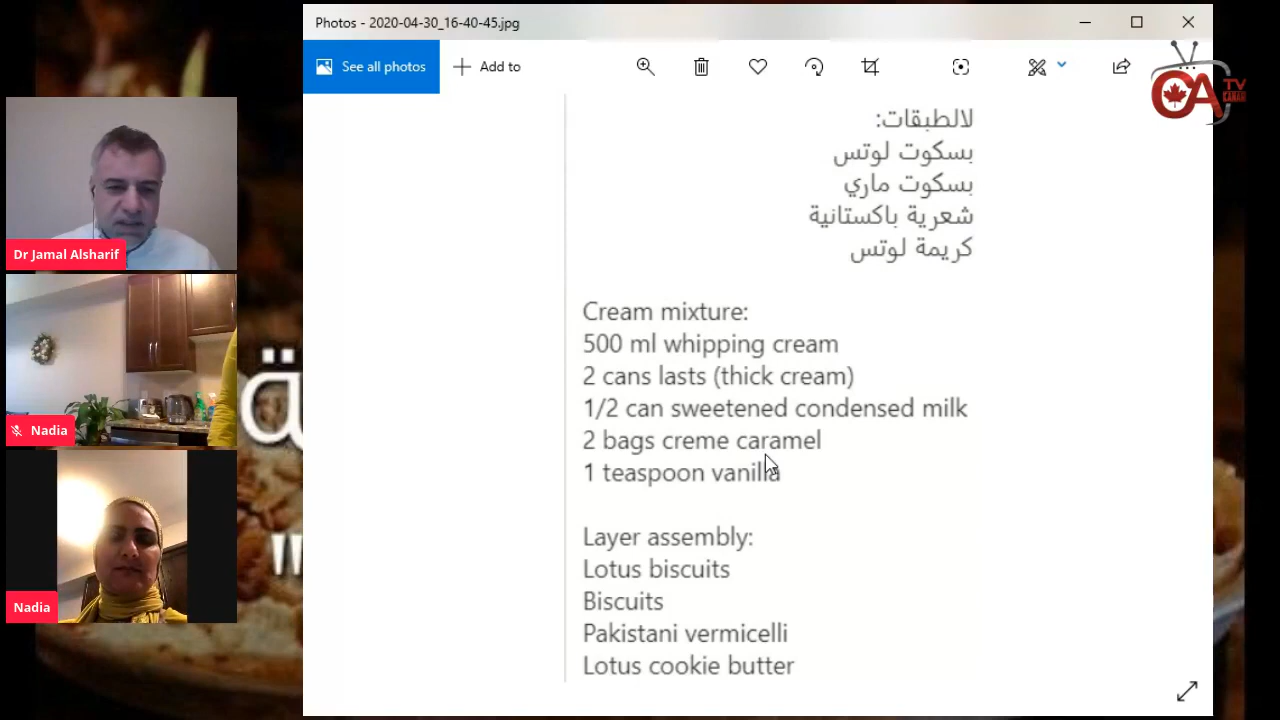 Photos - 2020-04-30_16-40-45.jpg
See all photos
Add to
CA TV
Dr Jamal Alsharif
Nadia
Nadia
لالطبقات:
بسكوت لوتس
بسكوت ماري
شعرية باكستانية
كريمة لوتس
Cream mixture:
500 ml whipping cream
2 cans lasts (thick cream)
1/2 can sweetened condensed milk
2 bags creme caramel
1 teaspoon vanilla
Layer assembly:
Lotus biscuits
Biscuits
Pakistani vermicelli
Lotus cookie butter